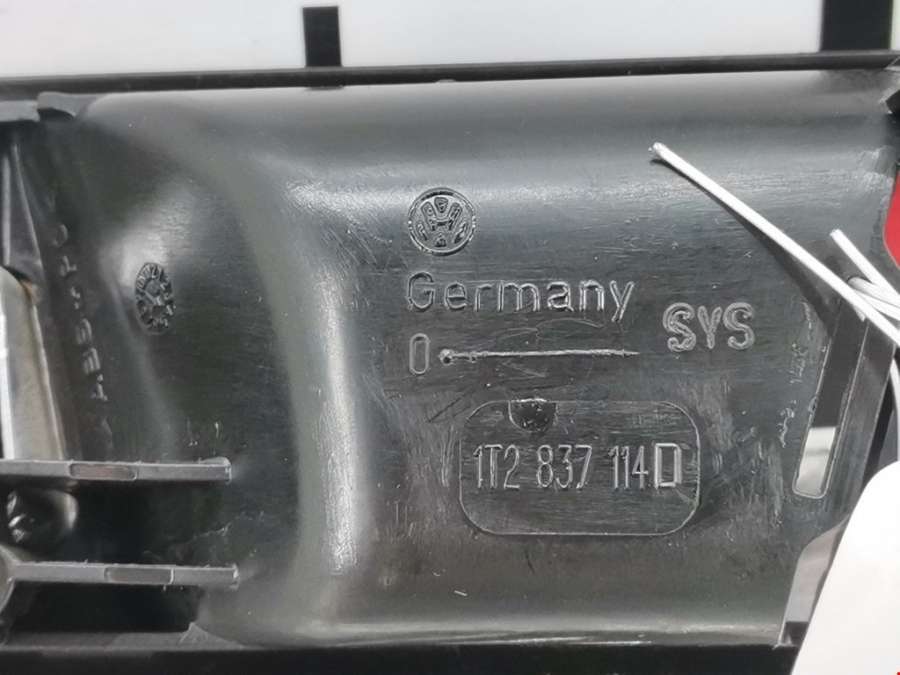 Germany
0
SYS
1T2 837 114D